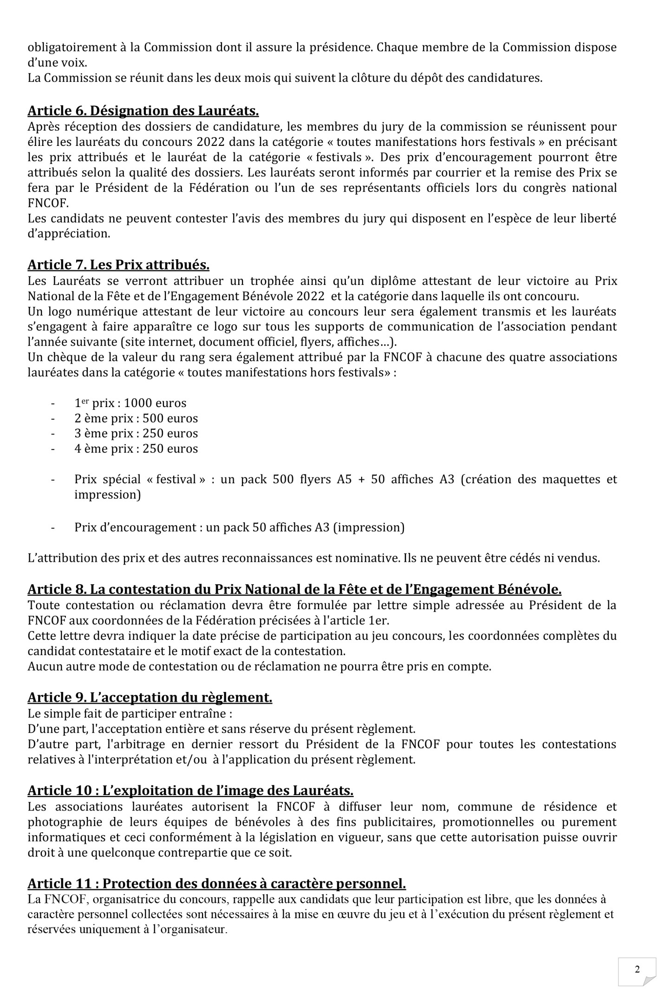 obligatoirement à la Commission dont il assure la présidence. Chaque membre de la Commission dispose
d’une voix.
La Commission se réunit dans les deux mois qui suivent la clôture du dépôt des candidatures.
Article 6. Désignation des Lauréats.
Après réception des dossiers de candidature, les membres du jury de la commission se réunissent pour
élire les lauréats du concours 2022 dans la catégorie « toutes manifestations hors festivals » en précisant
les prix attribués et le lauréat de la catégorie « festivals ». Des prix d’encouragement pourront être
attribués selon la qualité des dossiers. Les lauréats seront informés par courrier et la remise des Prix se
fera par le Président de la Fédération ou l’un de ses représentants officiels lors du congrès national
FNCOF.
Les candidats ne peuvent contester l’avis des membres du jury qui disposent en l’espèce de leur liberté
d’appréciation.
Article 7. Les Prix attribués.
Les Lauréats se verront attribuer un trophée ainsi qu’un diplôme attestant de leur victoire au Prix
National de la Fête et de l’Engagement Bénévole 2022  et la catégorie dans laquelle ils ont concouru.
Un logo numérique attestant de leur victoire au concours leur sera également transmis et les lauréats
s’engagent à faire apparaître ce logo sur tous les supports de communication de l’association pendant
l’année suivante (site internet, document officiel, flyers, affiches…).
Un chèque de la valeur du rang sera également attribué par la FNCOF à chacune des quatre associations
lauréates dans la catégorie « toutes manifestations hors festivals» :
- 1er prix : 1000 euros
- 2 ème prix : 500 euros
- 3 ème prix : 250 euros
- 4 ème prix : 250 euros
- Prix spécial « festival » : un pack 500 flyers A5 + 50 affiches A3 (création des maquettes et
impression)
- Prix d’encouragement : un pack 50 affiches A3 (impression)
L’attribution des prix et des autres reconnaissances est nominative. Ils ne peuvent être cédés ni vendus.
Article 8. La contestation du Prix National de la Fête et de l’Engagement Bénévole.
Toute contestation ou réclamation devra être formulée par lettre simple adressée au Président de la
FNCOF aux coordonnées de la Fédération précisées à l'article 1er.
Cette lettre devra indiquer la date précise de participation au jeu concours, les coordonnées complètes du
candidat contestataire et le motif exact de la contestation.
Aucun autre mode de contestation ou de réclamation ne pourra être pris en compte.
Article 9. L’acceptation du règlement.
Le simple fait de participer entraîne :
D’une part, l'acceptation entière et sans réserve du présent règlement.
D’autre part, l'arbitrage en dernier ressort du Président de la FNCOF pour toutes les contestations
relatives à l'interprétation et/ou  à l'application du présent règlement.
Article 10 : L’exploitation de l’image des Lauréats.
Les associations lauréates autorisent la FNCOF à diffuser leur nom, commune de résidence et
photographie de leurs équipes de bénévoles à des fins publicitaires, promotionnelles ou purement
informatiques et ceci conformément à la législation en vigueur, sans que cette autorisation puisse ouvrir
droit à une quelconque contrepartie que ce soit.
Article 11 : Protection des données à caractère personnel.
La FNCOF, organisatrice du concours, rappelle aux candidats que leur participation est libre, que les données à
caractère personnel collectées sont nécessaires à la mise en œuvre du jeu et à l’exécution du présent règlement et
réservées uniquement à l’organisateur.
2